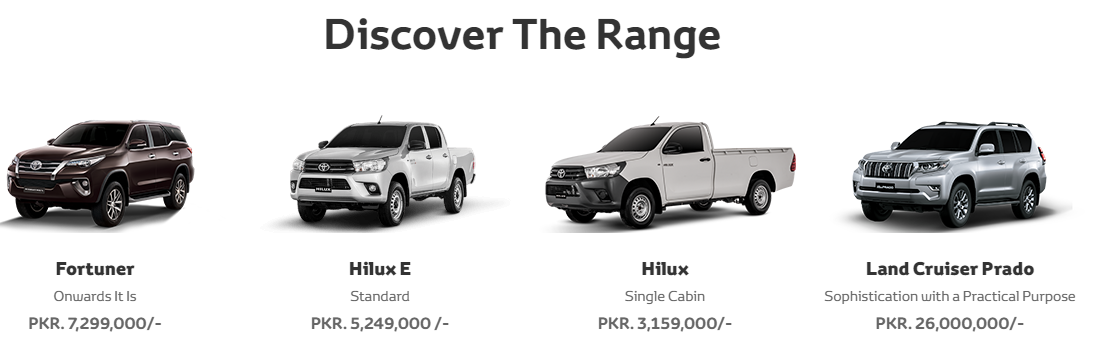 Discover The Range
HILUX
Fortuner
Onwards It Is
PKR. 7,299,000/-
Hilux E
Standard
PKR. 5,249,000 /-
Hilux
Single Cabin
PKR. 3,159,000/-
Land Cruiser Prado
Sophistication with a Practical Purpose
PKR. 26,000,000/-